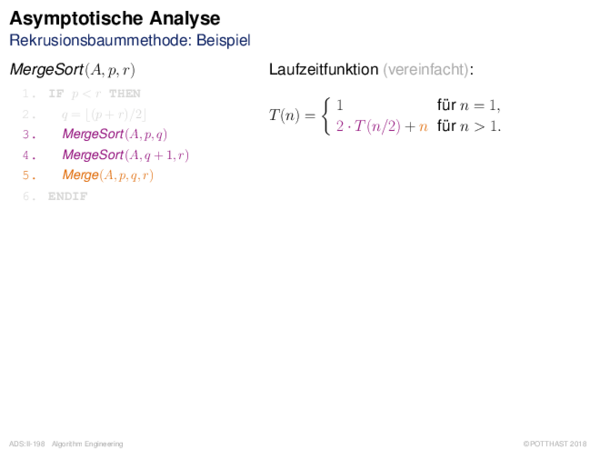 Asymptotische Analyse
Rekrusionsbaummethode: Beispiel
MergeSort(A, p, r)
1. IF p < r THEN
2. q = ⌊(p + r)/2⌋
3. MergeSort(A, p, q)
4. MergeSort(A, q + 1, r)
5. Merge(A, p, q, r)
6. ENDIF
Laufzeitfunktion (vereinfacht):
T(n) = { 1 für n = 1,
2 · T(n/2) + n für n > 1.
ADS:II-198 Algorithm Engineering
© POTTHAST 2018